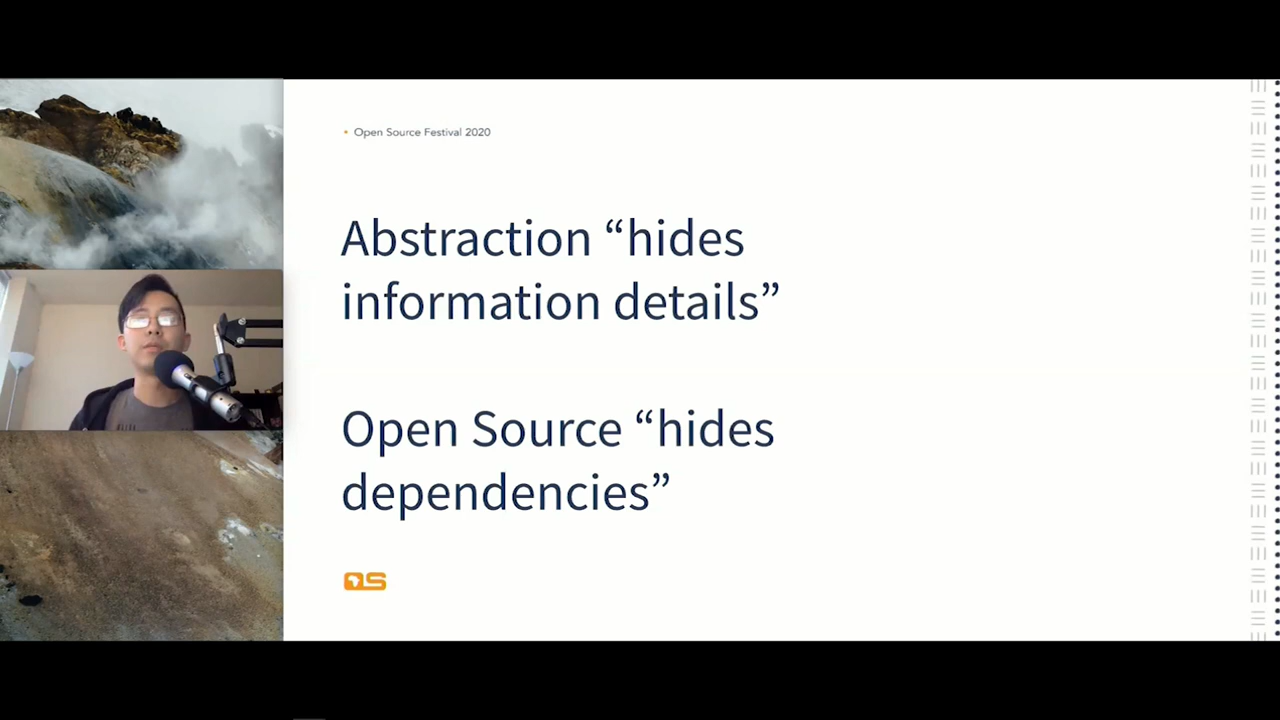 • Open Source Festival 2020
Abstraction “hides
information details”
Open Source “hides
dependencies”
OS